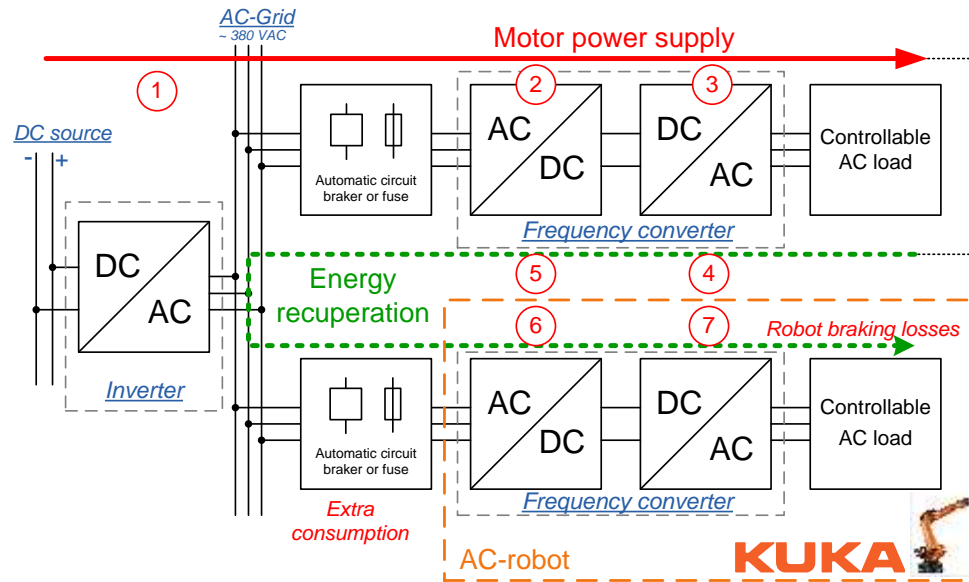 AC-Grid
~ 380 VAC
Motor power supply
1
2
3
DC source
-
+
AC
DC
DC
AC
Controllable
AC load
Automatic circuit
braker or fuse
Frequency converter
DC
AC
Inverter
Energy
recuperation
5
4
6
7
Robot braking losses
AC
DC
DC
AC
Controllable
AC load
Automatic circuit
braker or fuse
Frequency converter
Extra
consumption
AC-robot
KUKA